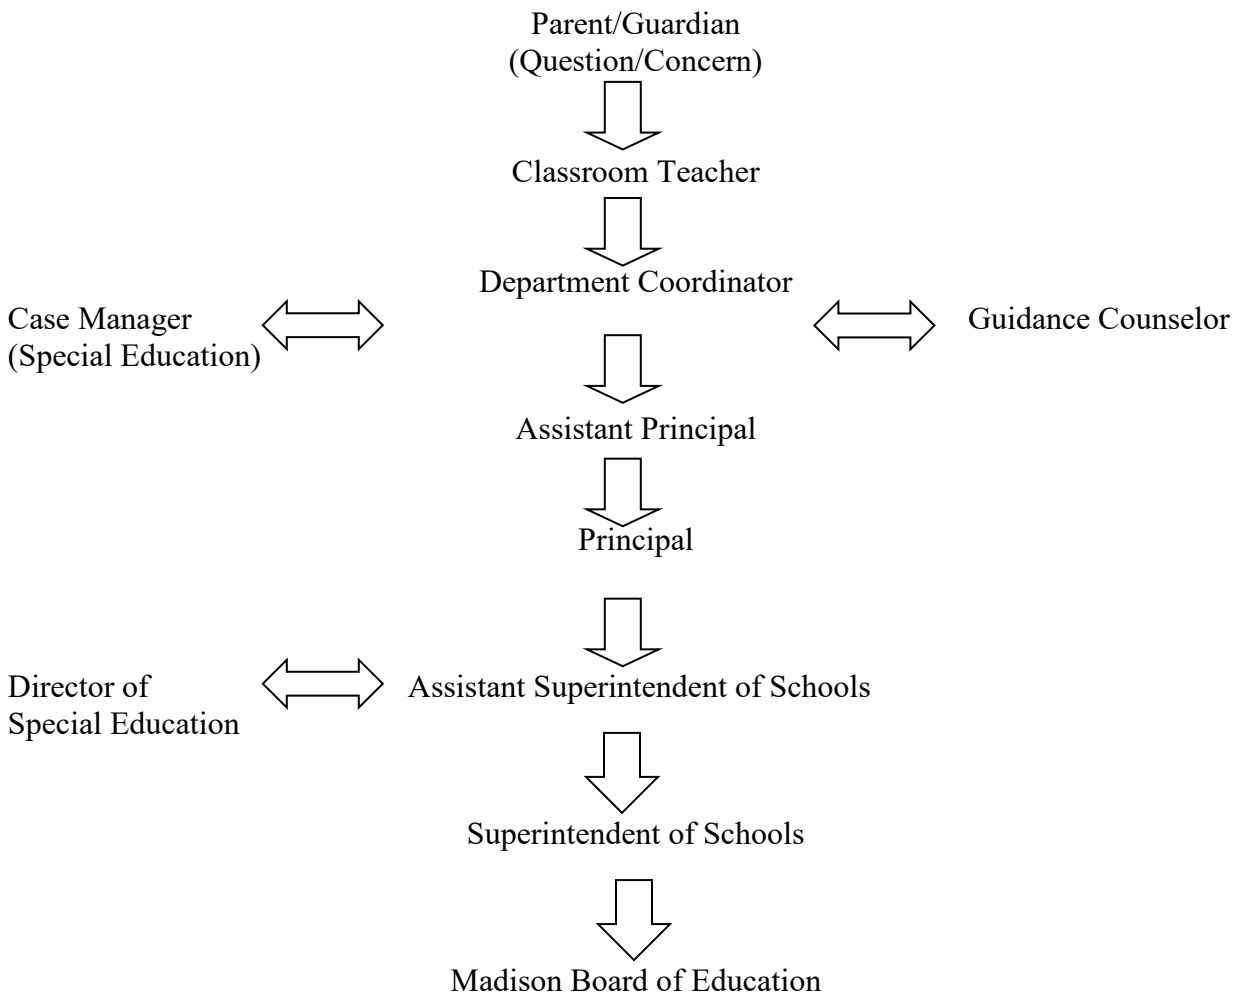 Parent/Guardian
(Question/Concern)
Classroom Teacher
Department Coordinator
Case Manager
(Special Education)
Guidance Counselor
Assistant Principal
Principal
Director of
Special Education
Assistant Superintendent of Schools
Superintendent of Schools
Madison Board of Education